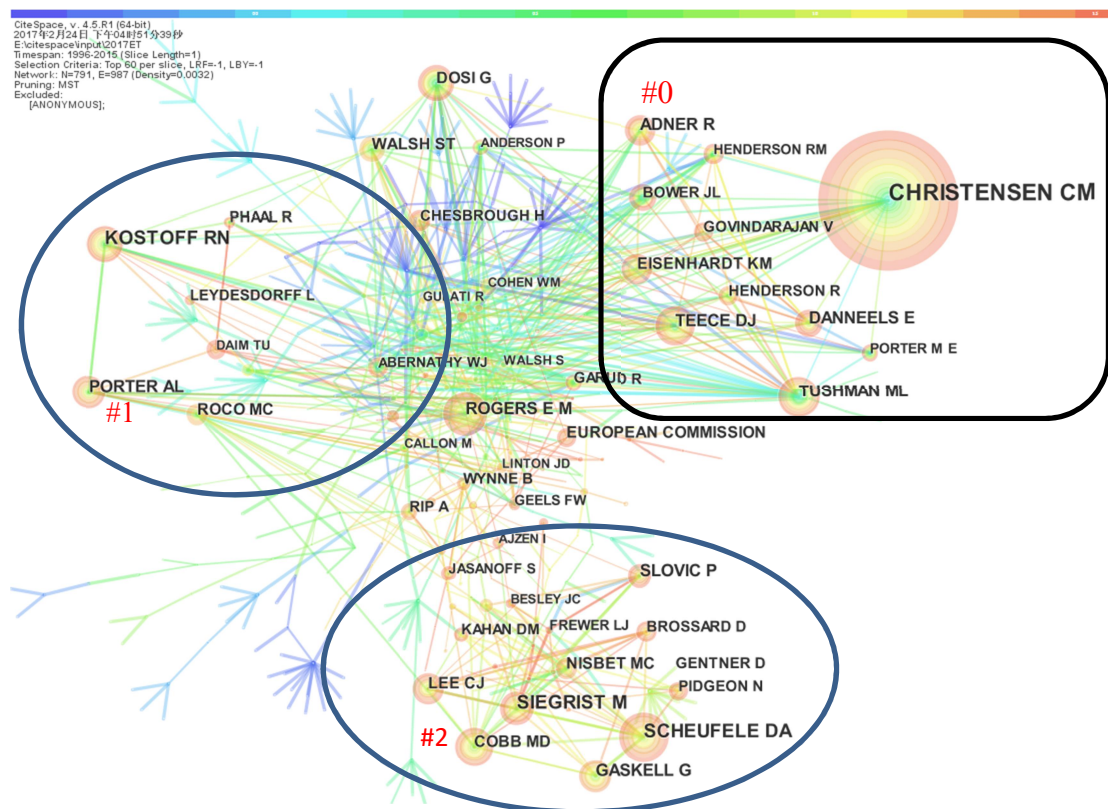 CiteSpace, v. 4.5.R1 (64-bit)
2017年2月24日 下午04时51分39秒
E:\citespace\input\2017ET
Timespan: 1996-2015 (Slice Length=1)
Selection Criteria: Top 60 per slice, LRF=-1, LBY=-1
Network: N=791, E=987 (Density=0.0032)
Pruning: MST
Excluded:
[ANONYMOUS];
DOSI G
WALSH ST
ANDERSON P
CHESBROUGH H
COHEN WM
GULATI R
ABERNATHY WJ
WALSH S
GARUD R
ROGERS E M
EUROPEAN COMMISSION
CALLON M
LINTON JD
WYNNE B
GEELS FW
RIP A
#0
ADNER R
HENDERSON RM
CHRISTENSEN CM
BOWER JL
GOVINDARAJAN V
EISENHARDT KM
HENDERSON R
TEECE DJ
DANNEELS E
PORTER M E
TUSHMAN ML
PHAAL R
KOSTOFF RN
LEYDESDORFF L
DAIM TU
PORTER AL
#1
ROCO MC
AJZEN I
JASANOFF S
SLOVIC P
BESLEY JC
KAHAN DM
FREWER LJ
BROSSARD D
NISBET MC
GENTNER D
LEE CJ
PIDGEON N
SIEGRIST M
#2
COBB MD
SCHEUFELE DA
GASKELL G